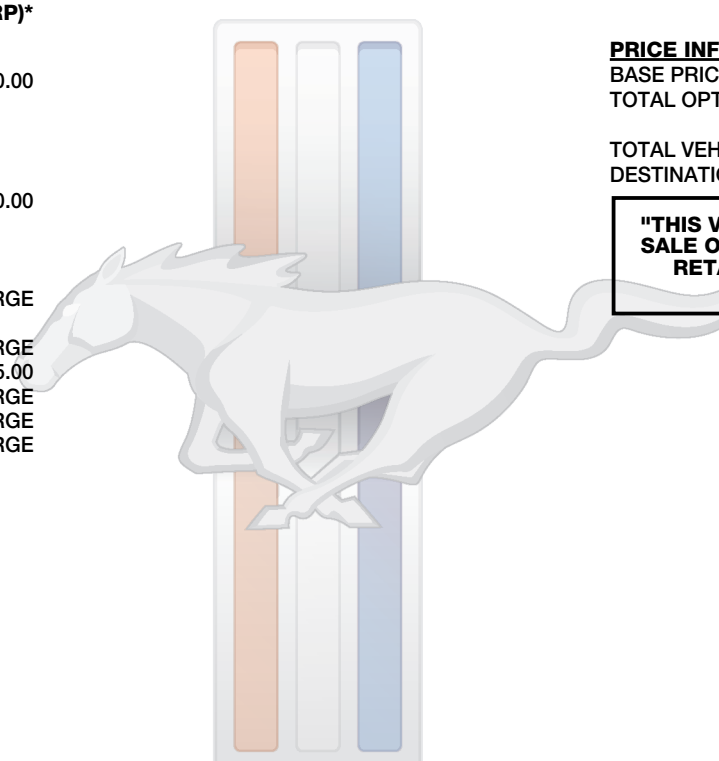 RP)*
0.00
0.00
RGE
RGE
5.00
RGE
RGE
RGE
PRICE INF
BASE PRIC
TOTAL OPT
TOTAL VEH
DESTINATIO
"THIS V
SALE O
RETA